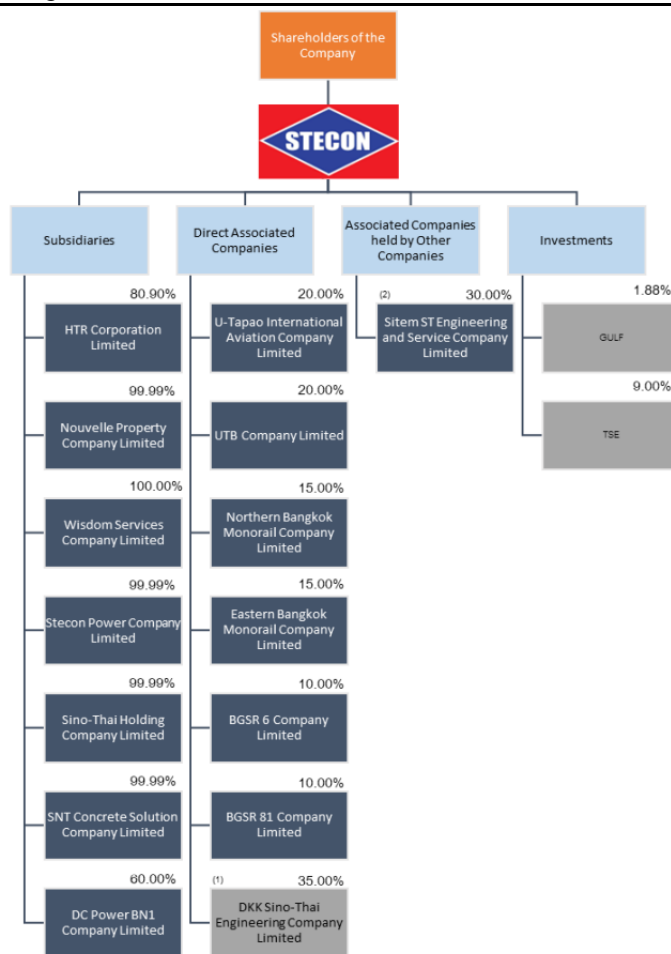 Shareholders of the
Company
STECON
Subsidiaries
Direct Associated
Companies
Associated Companies
held by Other
Companies
Investments
80.90%
HTR Corporation
Limited
99.99%
Nouvelle Property
Company Limited
100.00%
Wisdom Services
Company Limited
99.99%
Stecon Power Company
Limited
99.99%
Sino-Thai Holding
Company Limited
99.99%
SNT Concrete Solution
Company Limited
60.00%
DC Power BN1
Company Limited
20.00%
U-Tapao International
Aviation Company
Limited
20.00%
UTB Company Limited
15.00%
Northern Bangkok
Monorail Company
Limited
15.00%
Eastern Bangkok
Monorail Company
Limited
10.00%
BGSR 6 Company
Limited
10.00%
BGSR 81 Company
Limited
(1) 35.00%
DKK Sino-Thai
Engineering Company
Limited
(2) 30.00%
Sitem ST Engineering
and Service Company
Limited
1.88%
GULF
9.00%
TSE